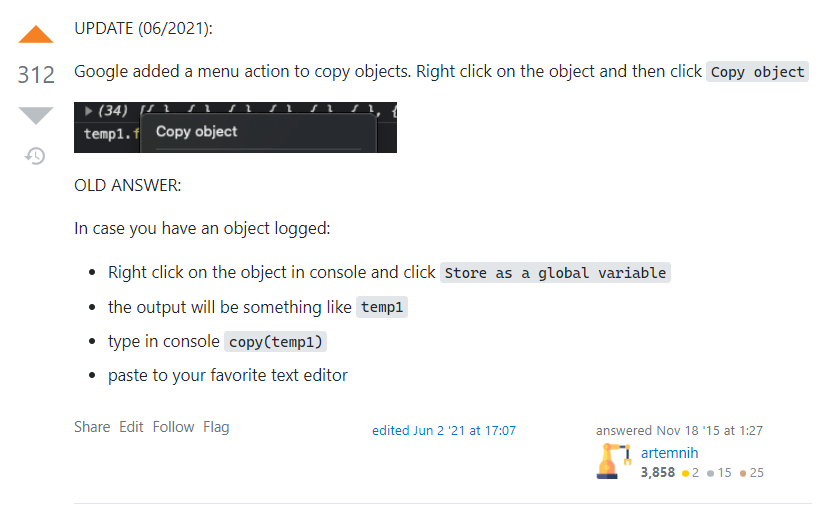 UPDATE (06/2021):
312
Google added a menu action to copy objects. Right click on the object and then click Copy object
(34) [{ }, { }, { }, { }, { }, { }, {
temp1.f
Copy object
OLD ANSWER:
In case you have an object logged:
• Right click on the object in console and click Store as a global variable
• the output will be something like temp1
• type in console copy(temp1)
• paste to your favorite text editor
Share Edit Follow Flag
edited Jun 2 '21 at 17:07
answered Nov 18 '15 at 1:27
artemnih
3,858 ●2 ●15 ●25